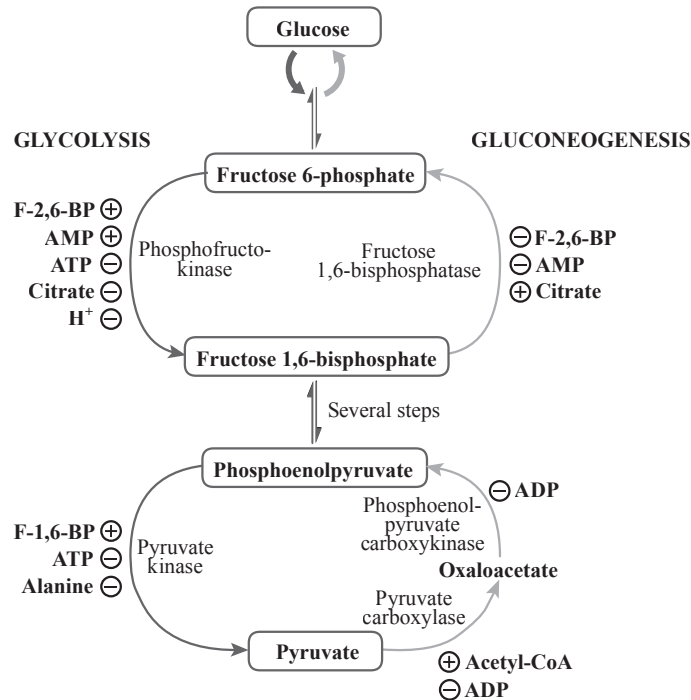 Glucose
GLYCOLYSIS
GLUCONEOGENESIS
Fructose 6-phosphate
F-2,6-BP ⊕
AMP ⊕
ATP ⊖
Citrate ⊖
H⁺ ⊖
Phosphofructo-
kinase
Fructose
1,6-bisphosphatase
⊖ F-2,6-BP
⊖ AMP
⊕ Citrate
Fructose 1,6-bisphosphate
Several steps
Phosphoenolpyruvate
F-1,6-BP ⊕
ATP ⊖
Alanine ⊖
Pyruvate
kinase
⊖ ADP
Phosphoenol-
pyruvate
carboxykinase
Oxaloacetate
Pyruvate
carboxylase
Pyruvate
⊕ Acetyl-CoA
⊖ ADP